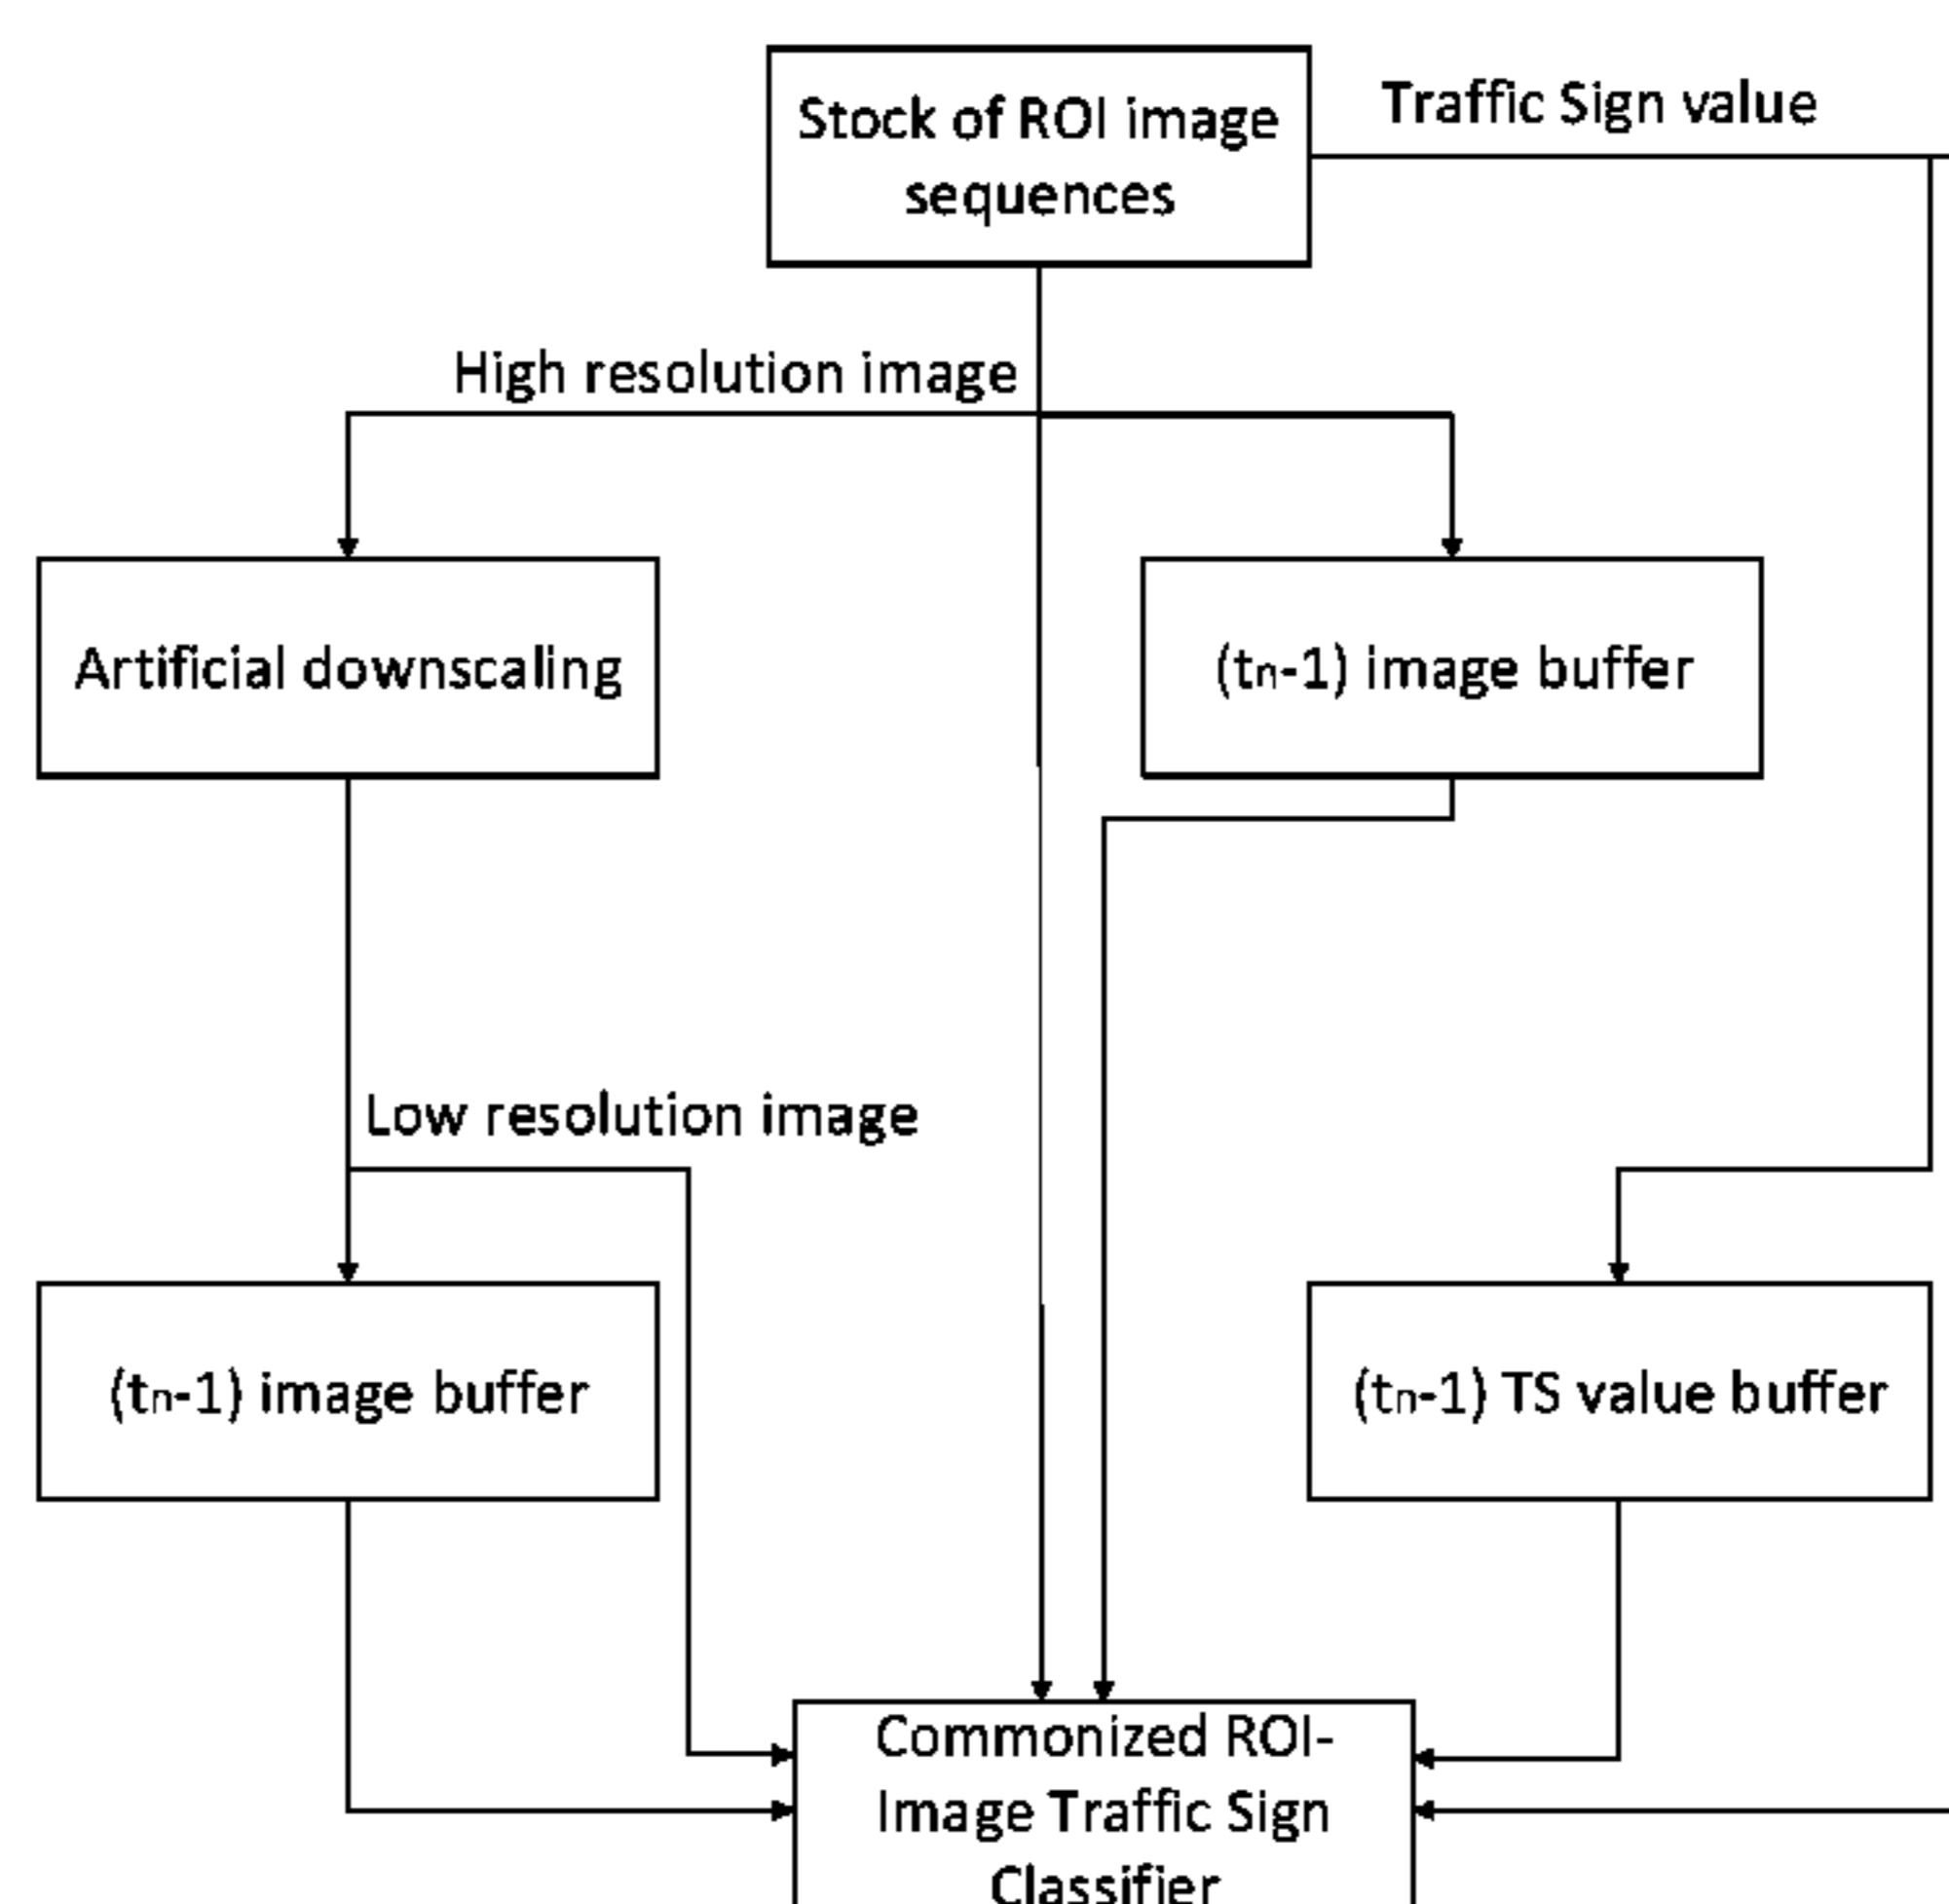 Stock of ROI image
sequences
Traffic Sign value
High resolution image
Artificial downscaling
(tn-1) image buffer
Low resolution image
(tn-1) image buffer
(tn-1) TS value buffer
Commonized ROI-
Image Traffic Sign
Classifier